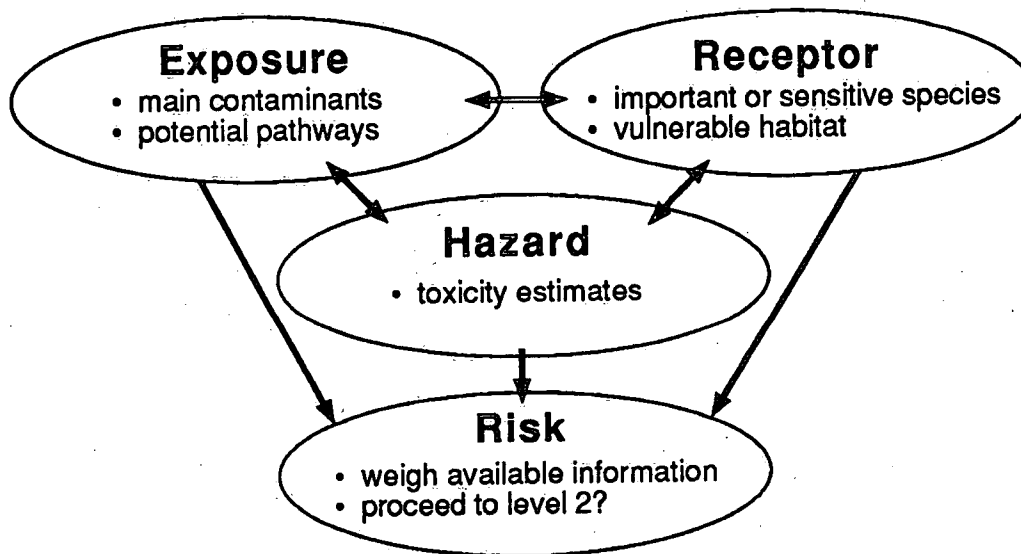 Exposure
• main contaminants
• potential pathways
Receptor
• important or sensitive species
• vulnerable habitat
Hazard
• toxicity estimates
Risk
• weigh available information
• proceed to level 2?